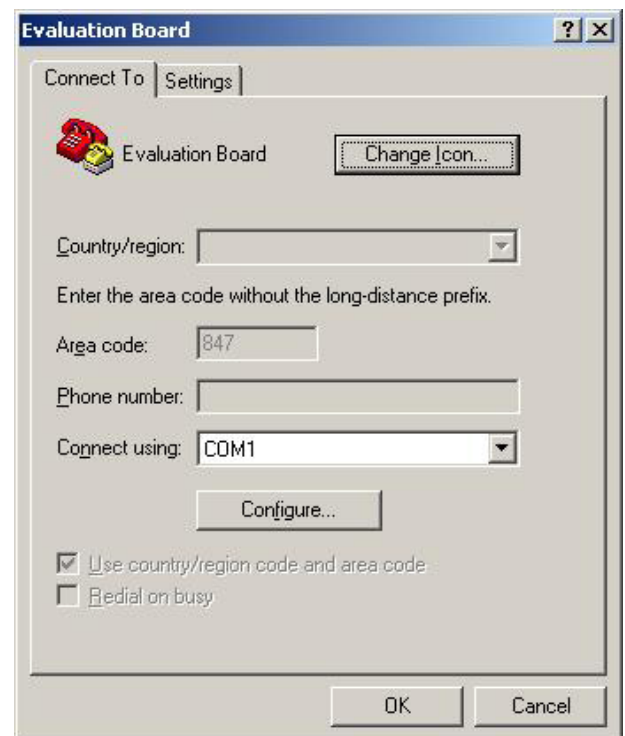 Evaluation Board
Connect To Settings
Evaluation Board Change Icon...
Country/region:
Enter the area code without the long-distance prefix.
Area code: 847
Phone number:
Connect using: COM1
Configure...
Use country/region code and area code
Redial on busy
OK Cancel